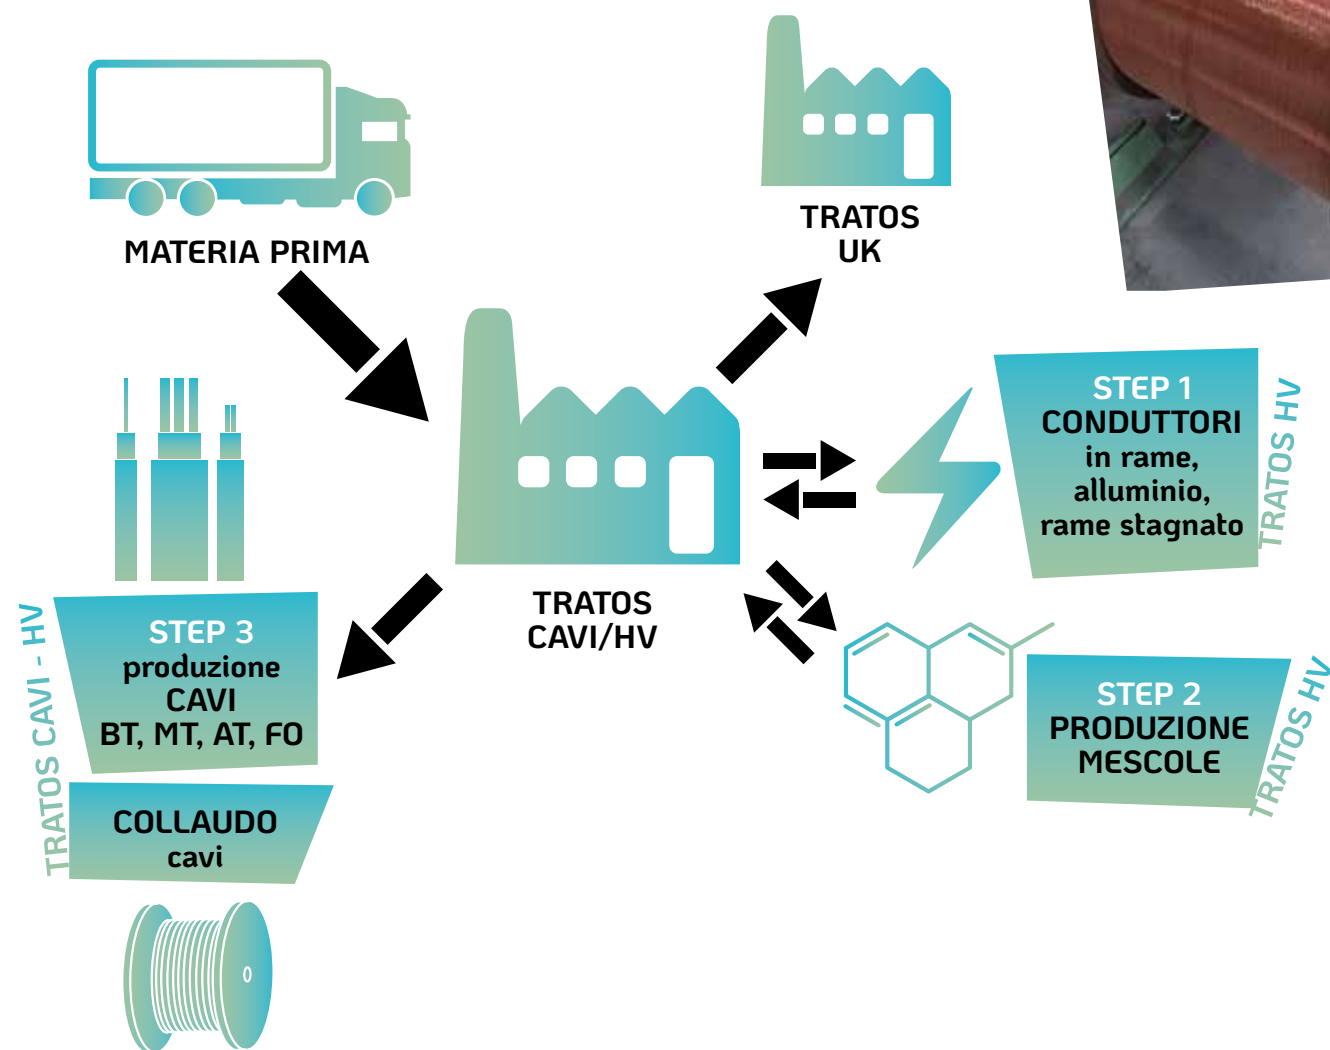 MATERIA PRIMA
TRATOS
UK
TRATOS
CAVI/HV
STEP 1
CONDUTTORI
in rame,
alluminio,
rame stagnato
TRATOS HV
STEP 2
PRODUZIONE
MESCOLE
TRATOS HV
STEP 3
produzione
CAVI
BT, MT, AT, FO
COLLAUDO
cavi
TRATOS CAVI - HV